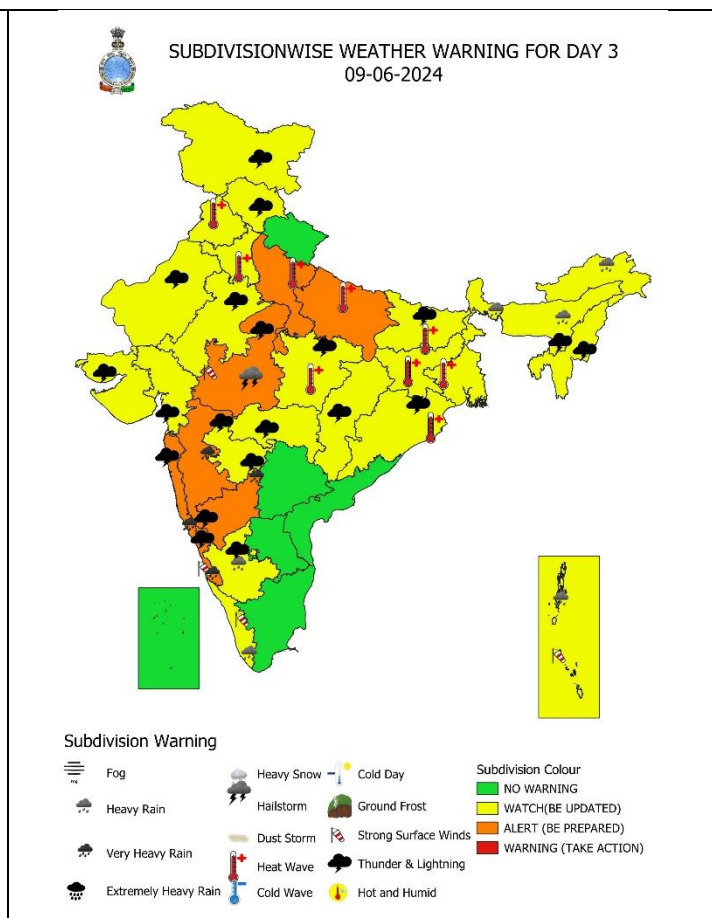 SUBDIVISIONWISE WEATHER WARNING FOR DAY 3
09-06-2024
Subdivision Warning
Fog
Heavy Rain
Very Heavy Rain
Extremely Heavy Rain
Heavy Snow
Hailstorm
Dust Storm
Heat Wave
Cold Wave
Cold Day
Ground Frost
Strong Surface Winds
Thunder & Lightning
Hot and Humid
Subdivision Colour
NO WARNING
WATCH(BE UPDATED)
ALERT (BE PREPARED)
WARNING (TAKE ACTION)